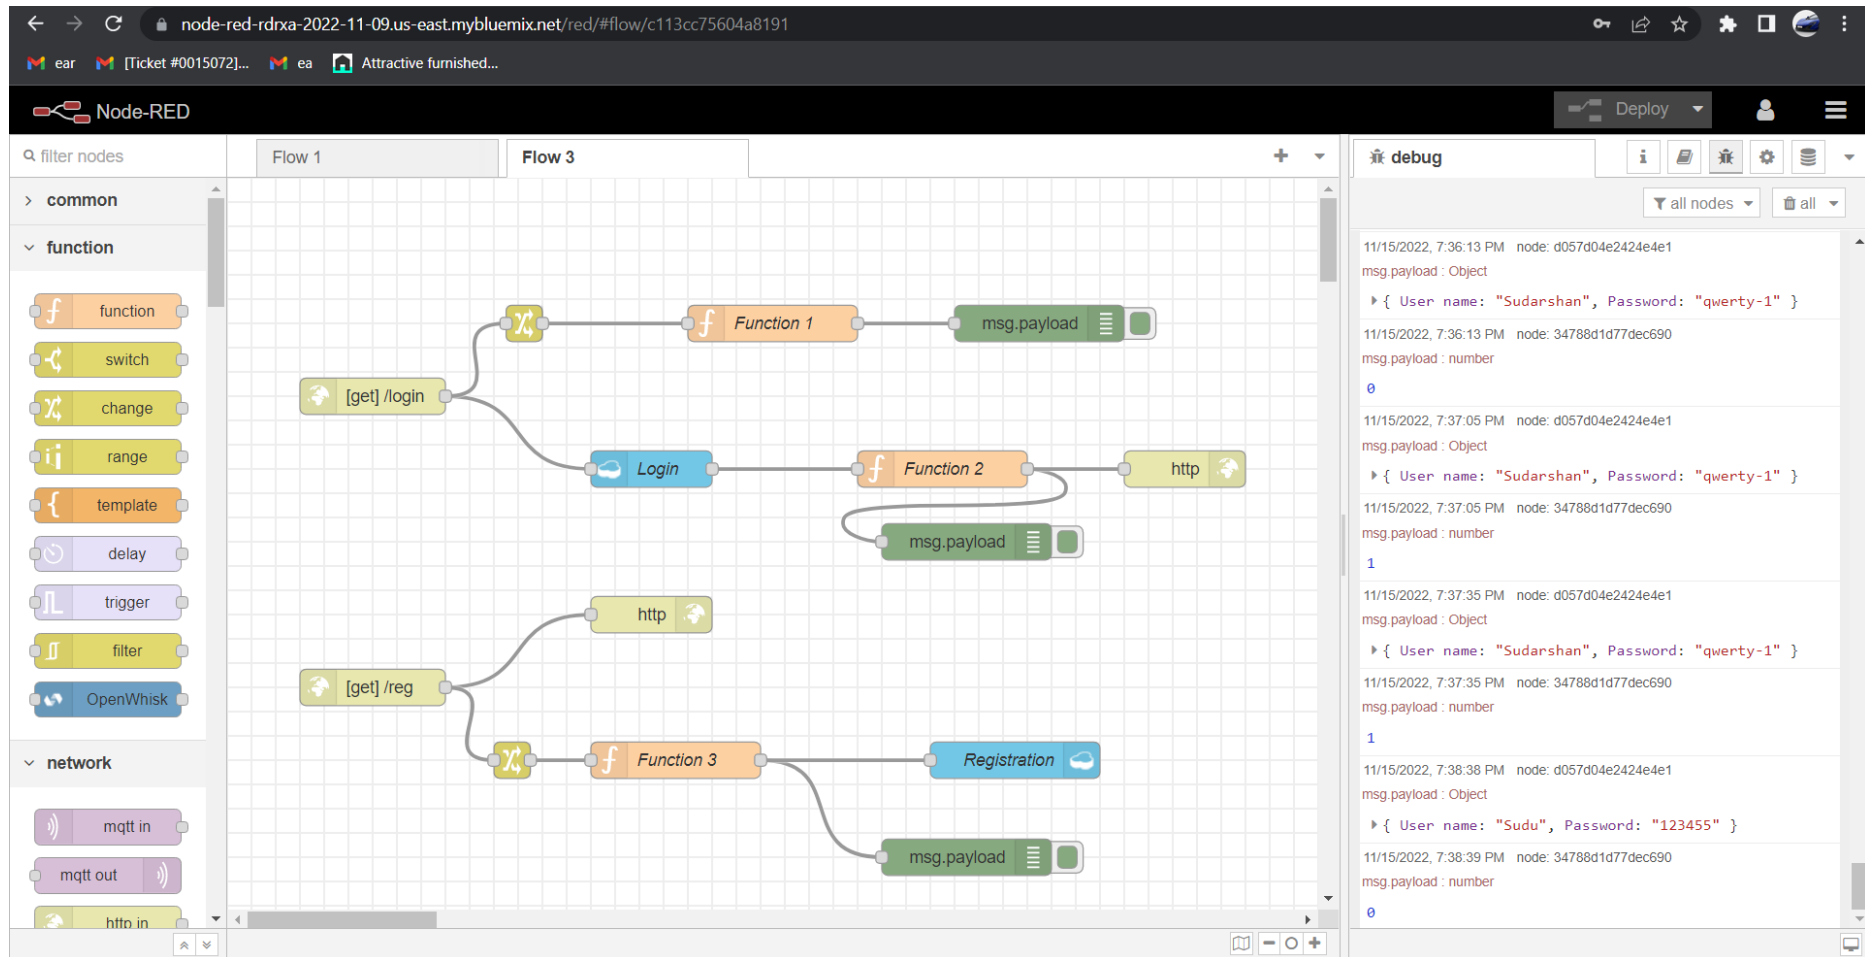 node-red-rdrxa-2022-11-09.us-east.mybluemix.net/red/#flow/c113cc75604a8191
ear
[Ticket #0015072]...
ea
Attractive furnished...
Node-RED
Deploy
filter nodes
common
function
function
switch
change
range
template
delay
trigger
filter
OpenWhisk
network
mqtt in
mqtt out
http in
Flow 1
Flow 3
Function 1
msg.payload
[get] /login
Login
Function 2
http
msg.payload
http
[get] /reg
Function 3
Registration
msg.payload
debug
all nodes
all
11/15/2022, 7:36:13 PM node: d057d04e2424e4e1
msg.payload : Object
{ User name: "Sudarshan", Password: "qwerty-1" }
11/15/2022, 7:36:13 PM node: 34788d1d77dec690
msg.payload : number
0
11/15/2022, 7:37:05 PM node: d057d04e2424e4e1
msg.payload : Object
{ User name: "Sudarshan", Password: "qwerty-1" }
11/15/2022, 7:37:05 PM node: 34788d1d77dec690
msg.payload : number
1
11/15/2022, 7:37:35 PM node: d057d04e2424e4e1
msg.payload : Object
{ User name: "Sudarshan", Password: "qwerty-1" }
11/15/2022, 7:37:35 PM node: 34788d1d77dec690
msg.payload : number
1
11/15/2022, 7:38:38 PM node: d057d04e2424e4e1
msg.payload : Object
{ User name: "Sudu", Password: "123455" }
11/15/2022, 7:38:39 PM node: 34788d1d77dec690
msg.payload : number
0